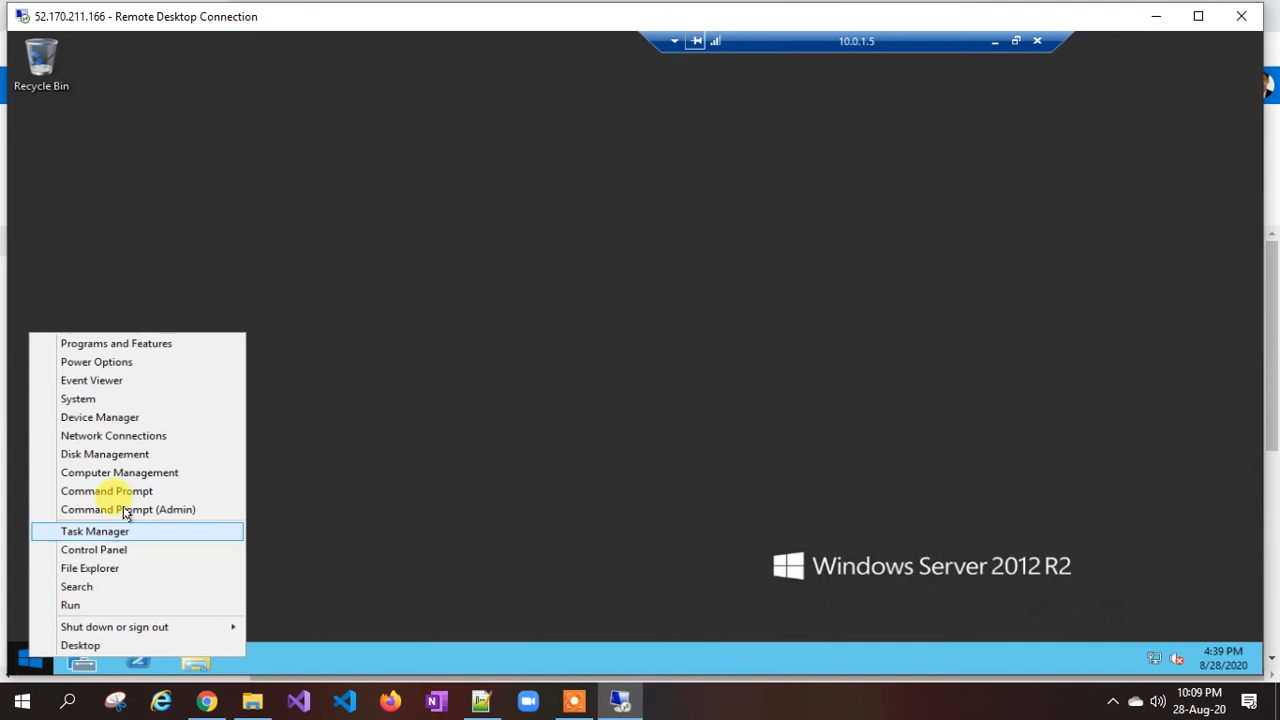 52.170.211.166 - Remote Desktop Connection
10.0.1.5
Recycle Bin
Programs and Features
Power Options
Event Viewer
System
Device Manager
Network Connections
Disk Management
Computer Management
Command Prompt
Command Prompt (Admin)
Task Manager
Control Panel
File Explorer
Search
Run
Shut down or sign out
Desktop
Windows Server 2012 R2
4:39 PM
8/28/2020
10:09 PM
28-Aug-20